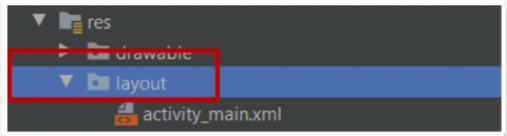 res
drawable
layout
activity_main.xml